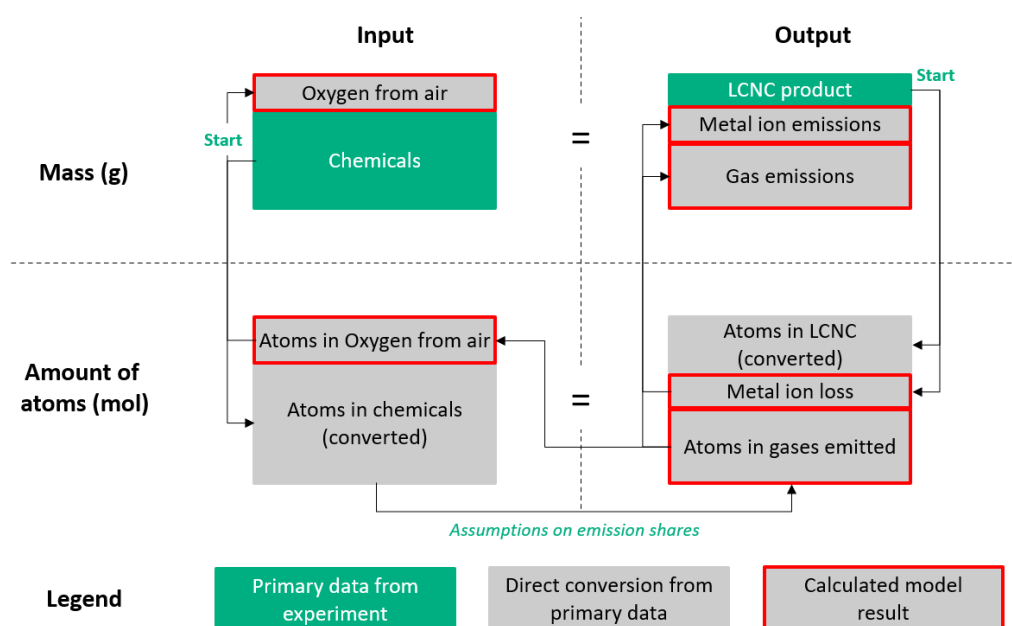 Input
Output
Oxygen from air
Start
LCNC product
Start
Metal ion emissions
Chemicals
=
Mass (g)
Gas emissions
Atoms in Oxygen from air
Atoms in LCNC
(converted)
Amount of
atoms (mol)
Metal ion loss
Atoms in chemicals
(converted)
=
Atoms in gases emitted
Assumptions on emission shares
Legend
Primary data from
experiment
Direct conversion from
primary data
Calculated model
result